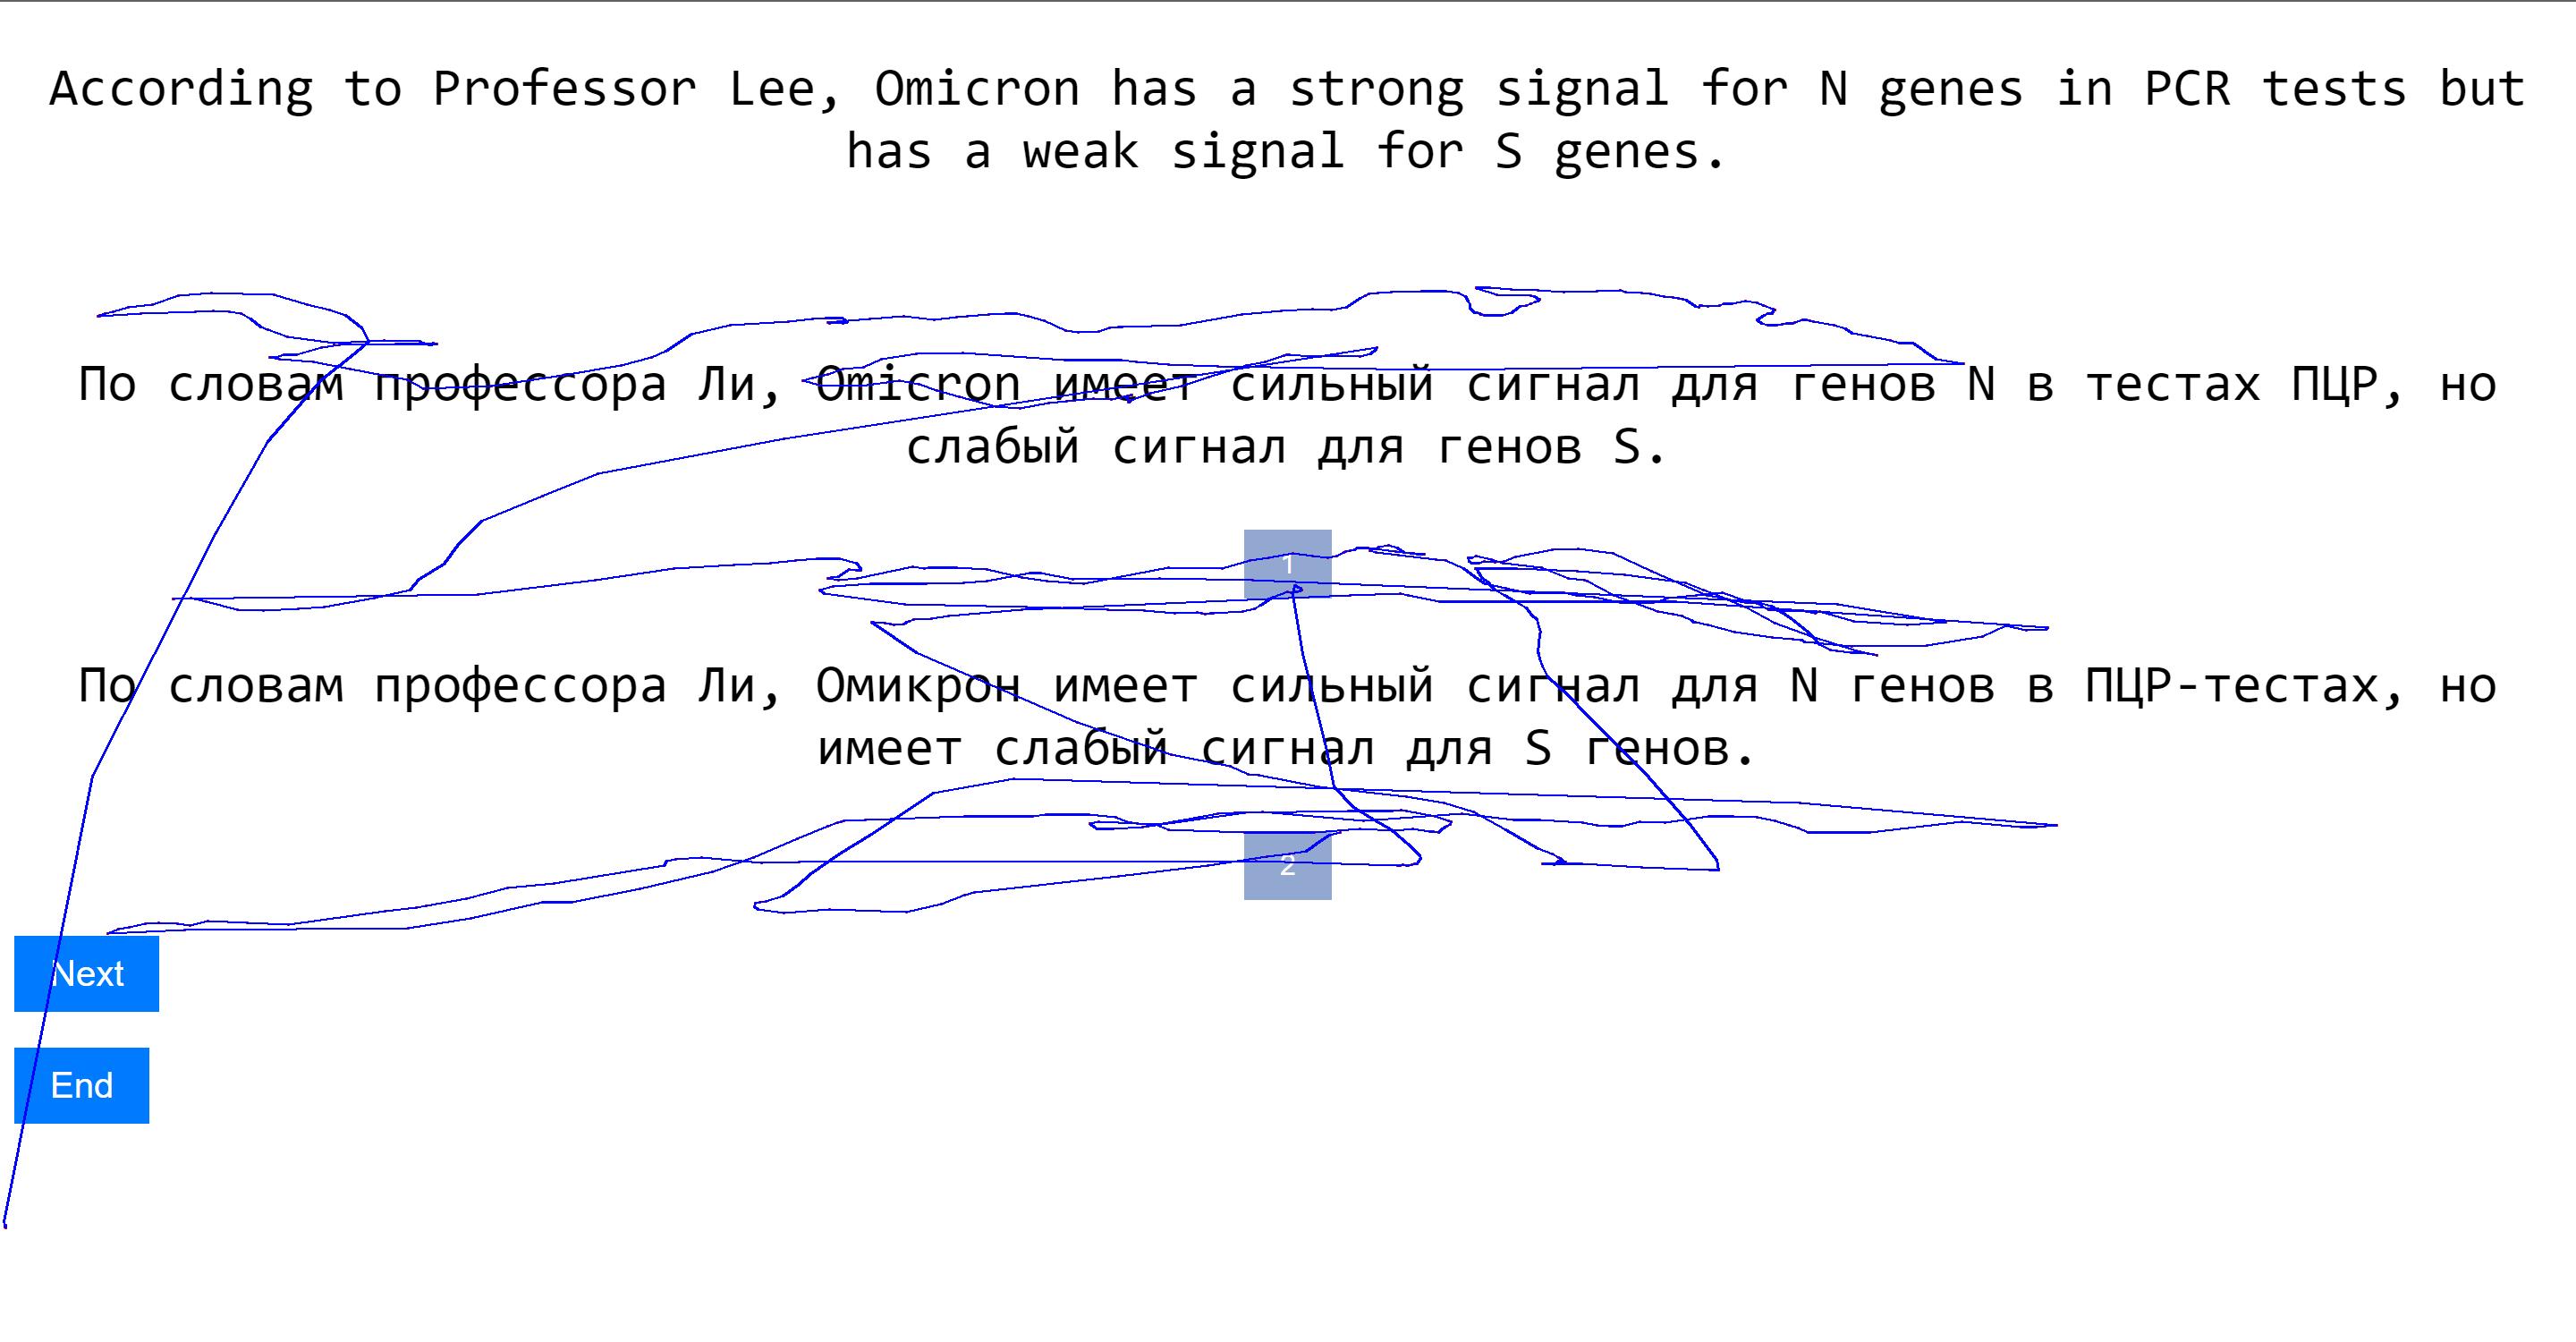 According to Professor Lee, Omicron has a strong signal for N genes in PCR tests but
has a weak signal for S genes.
По словам профессора Ли, Omicron имеет сильный сигнал для генов N в тестах ПЦР, но
слабый сигнал для генов S.
1
По словам профессора Ли, Омикрон имеет сильный сигнал для N генов в ПЦР-тестах, но
имеет слабый сигнал для S генов.
2
Next
End